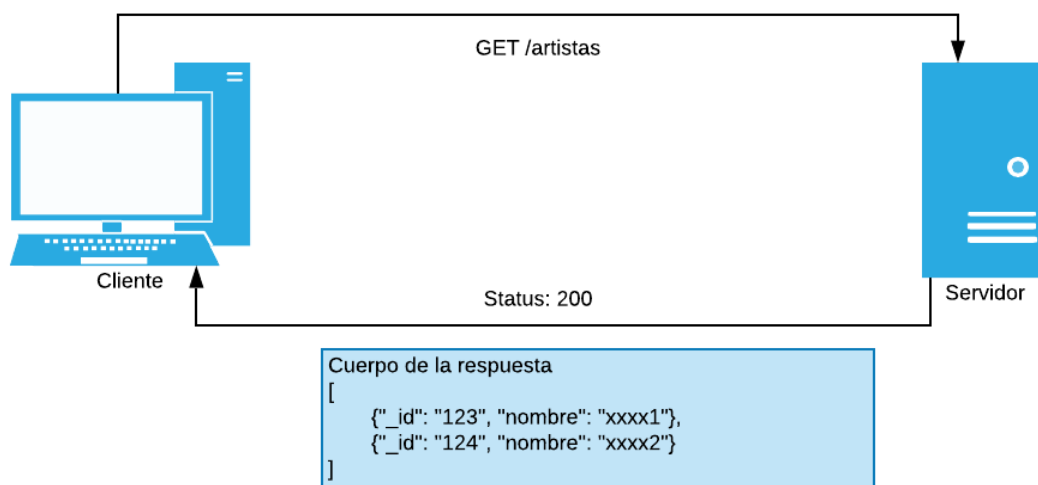 GET /artistas
Cliente
Servidor
Status: 200
Cuerpo de la respuesta
[
{"_id": "123", "nombre": "xxxx1"},
{"_id": "124", "nombre": "xxxx2"}
]